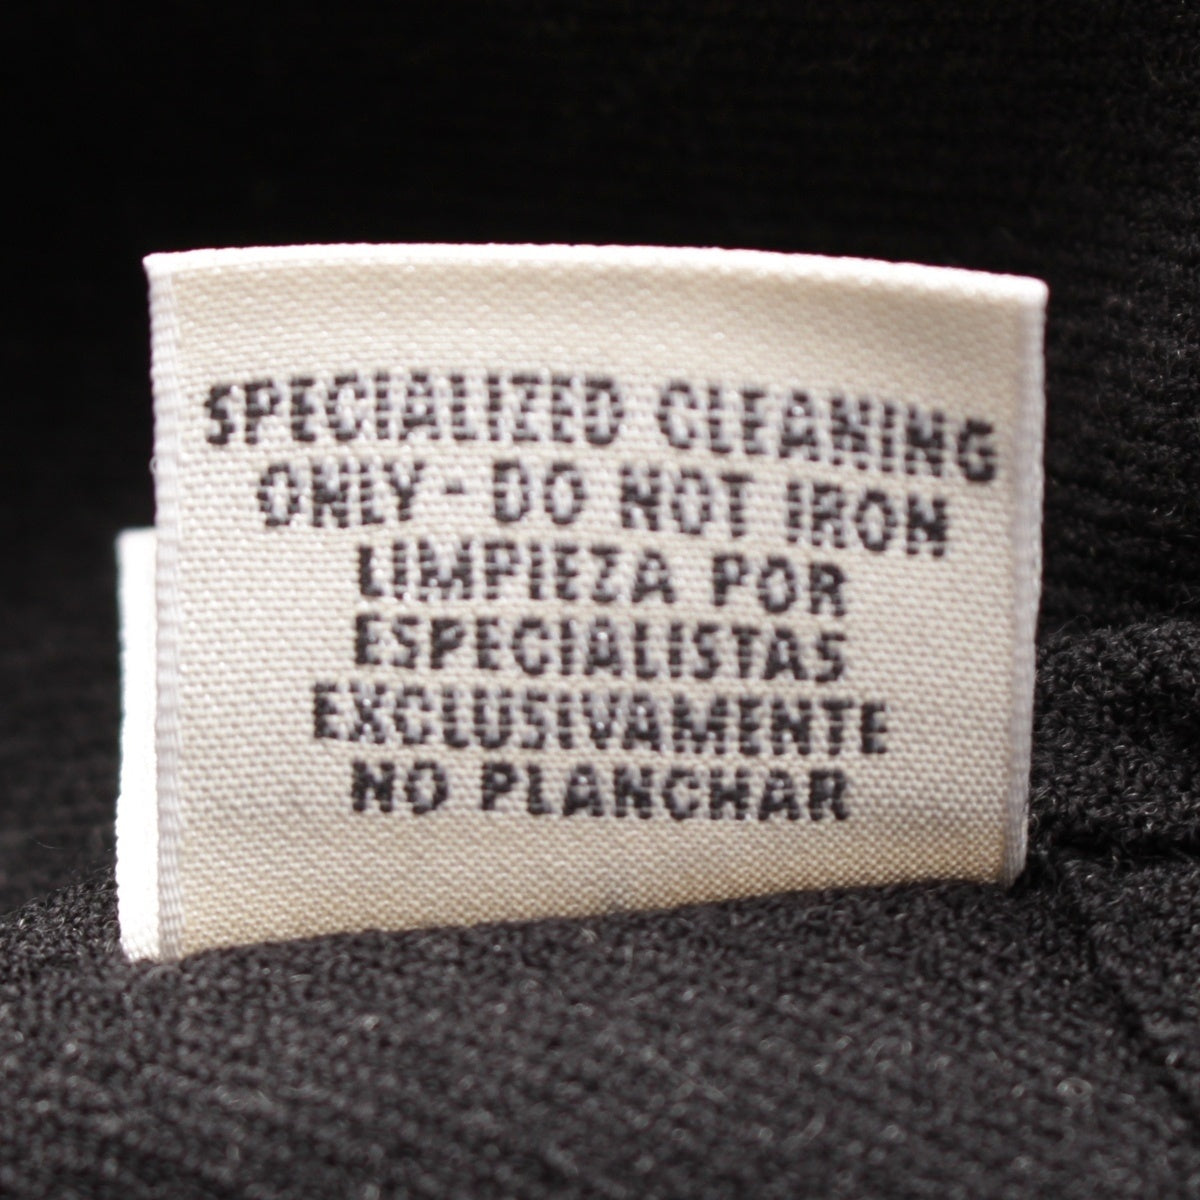 SPECIALIZED CLEANING
ONLY - DO NOT IRON
LIMPIEZA POR
ESPECIALISTAS
EXCLUSIVAMENTE
NO PLANCHAR